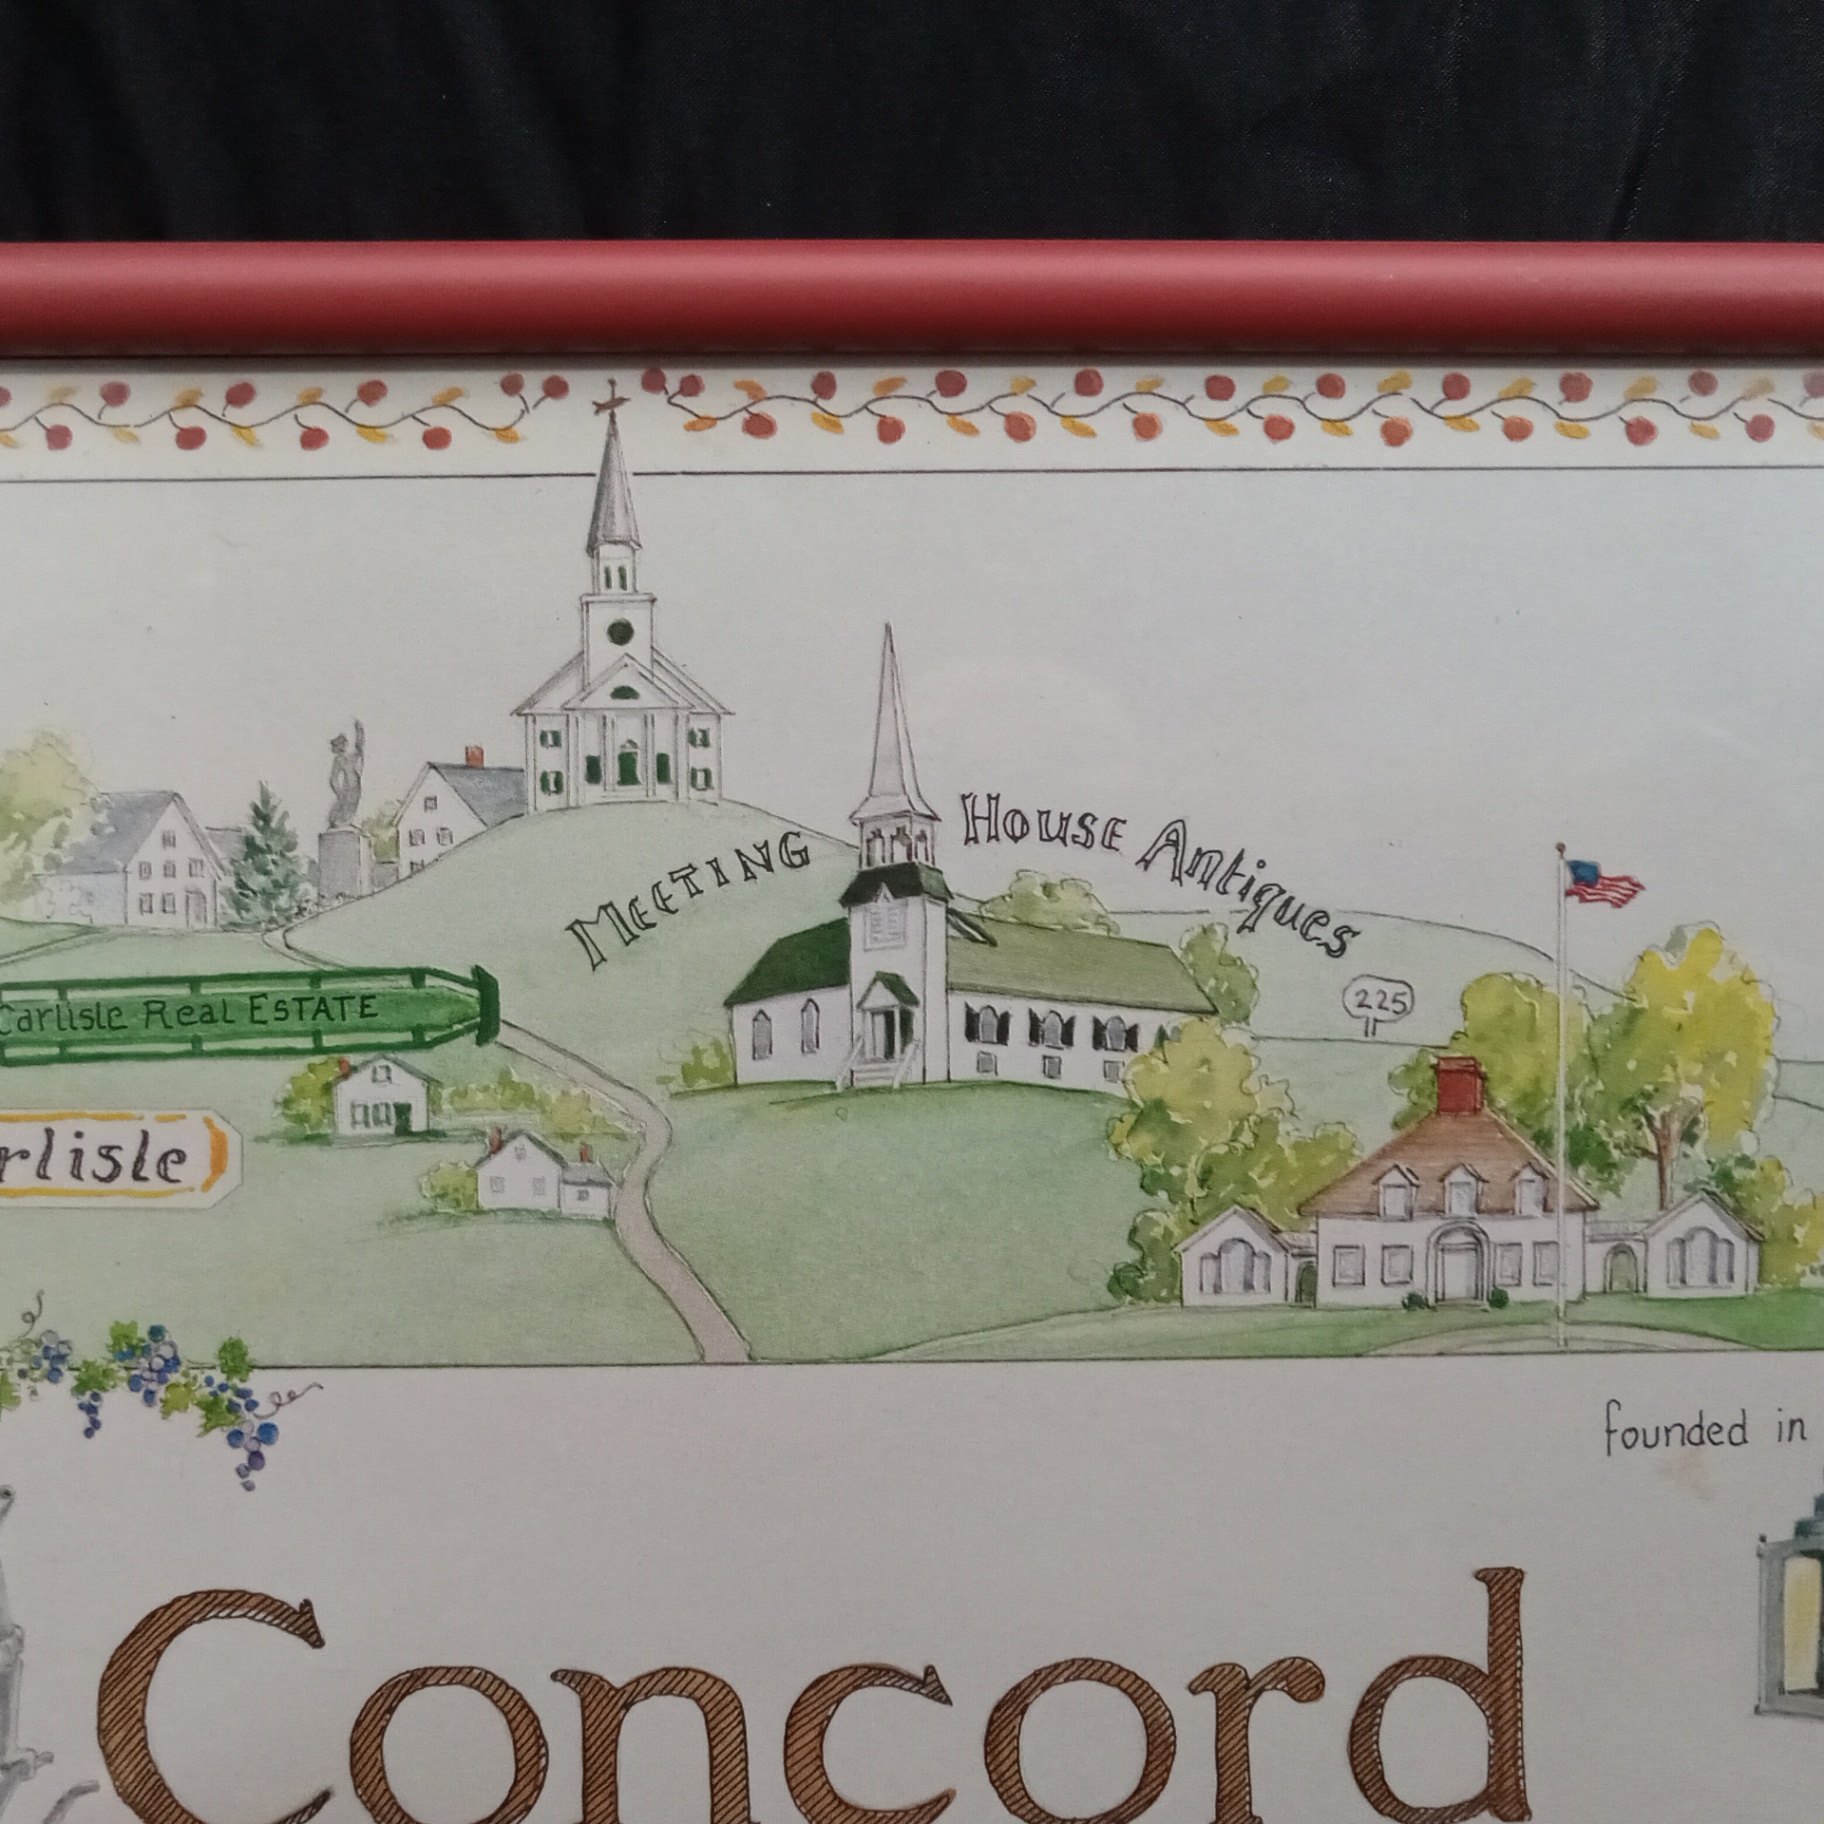 MEETING House Antiques
225
Carlisle Real ESTATE
rlisle
founded in
Concord